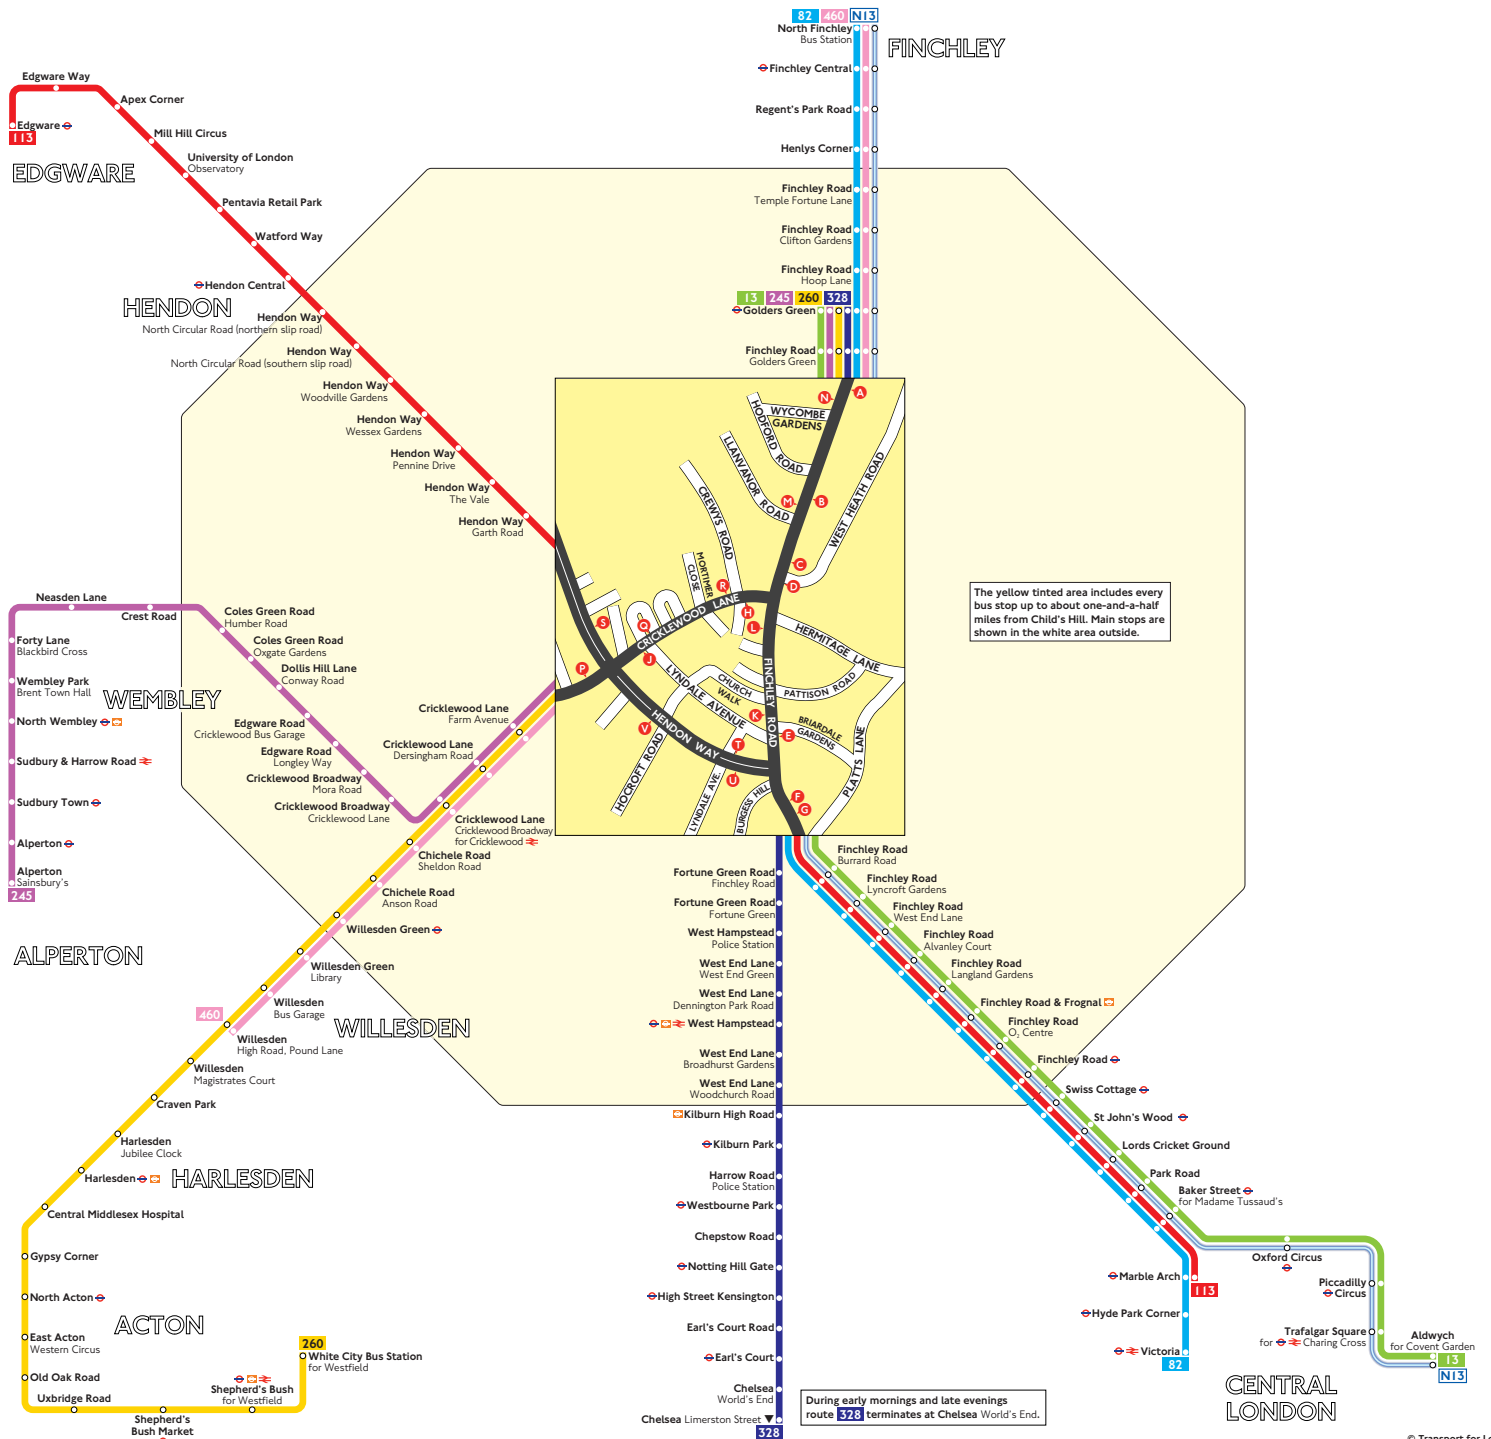 82 460 N13
North Finchley
Bus Station
FINCHLEY
Finchley Central
Regent's Park Road
Henlys Corner
Finchley Road
Temple Fortune Lane
Finchley Road
Clifton Gardens
Finchley Road
Hoop Lane
13 245 260 328
Golders Green
Finchley Road
Golders Green
Edgware Way
Apex Corner
Edgware
113
Mill Hill Circus
EDGWARE
University of London
Observatory
Pentavia Retail Park
Watford Way
Hendon Central
HENDON
Hendon Way
North Circular Road (northern slip road)
Hendon Way
North Circular Road (southern slip road)
Hendon Way
Woodville Gardens
Hendon Way
Wessex Gardens
Hendon Way
Pennine Drive
Hendon Way
The Vale
Hendon Way
Garth Road
N
A
WYCOMBE
GARDENS
HODFORD ROAD
LLANVANOR ROAD
WEST HEATH ROAD
CREWYS ROAD
M
B
C
D
MORTIMER
CLOSE
R
H
L
CRICKLEWOOD LANE
S
Q
J
P
HERMITAGE LANE
FINCHLEY ROAD
LYNDALE AVENUE
CHURCH
WALK
PATTISON ROAD
K
E
BRIARDALE
GARDENS
HENDON WAY
V
T
U
HOCROFT ROAD
LYNDALE AVE.
BURGESS HILL
PLATTS LANE
F
G
The yellow tinted area includes every
bus stop up to about one-and-a-half
miles from Child's Hill. Main stops are
shown in the white area outside.
Neasden Lane
Crest Road
Coles Green Road
Humber Road
Coles Green Road
Oxgate Gardens
Dollis Hill Lane
Conway Road
Forty Lane
Blackbird Cross
Wembley Park
Brent Town Hall
WEMBLEY
North Wembley
Sudbury & Harrow Road
Sudbury Town
Alperton
Alperton
Sainsbury's
245
Edgware Road
Cricklewood Bus Garage
Edgware Road
Longley Way
Cricklewood Broadway
Mora Road
Cricklewood Broadway
Cricklewood Lane
Cricklewood Lane
Farm Avenue
Cricklewood Lane
Dersingham Road
Cricklewood Lane
Cricklewood Broadway
for Cricklewood
Chichele Road
Sheldon Road
Chichele Road
Anson Road
Willesden Green
Willesden Green
Library
Willesden
Bus Garage
ALPERTON
460
WILLESDEN
Willesden
High Road, Pound Lane
Willesden
Magistrates Court
Craven Park
Harlesden
Jubilee Clock
Harlesden
HARLESDEN
Central Middlesex Hospital
Gypsy Corner
North Acton
ACTON
East Acton
Western Circus
Old Oak Road
Uxbridge Road
Shepherd's
Bush Market
Shepherd's Bush
for Westfield
260
White City Bus Station
for Westfield
Fortune Green Road
Finchley Road
Fortune Green Road
Fortune Green
West Hampstead
Police Station
West End Lane
West End Green
West End Lane
Dennington Park Road
West Hampstead
West End Lane
Broadhurst Gardens
West End Lane
Woodchurch Road
Kilburn High Road
Kilburn Park
Harrow Road
Police Station
Westbourne Park
Chepstow Road
Notting Hill Gate
High Street Kensington
Earl's Court Road
Earl's Court
Chelsea
World's End
Chelsea Limerston Street
328
During early mornings and late evenings
route 328 terminates at Chelsea World's End.
Finchley Road
Burrard Road
Finchley Road
Lyncroft Gardens
Finchley Road
West End Lane
Finchley Road
Alvanley Court
Finchley Road
Langland Gardens
Finchley Road & Frognal
Finchley Road
O₂ Centre
Finchley Road
Swiss Cottage
St John's Wood
Lords Cricket Ground
Park Road
Baker Street
for Madame Tussaud's
Oxford Circus
Marble Arch
113
Hyde Park Corner
Victoria
82
Piccadilly
Circus
Trafalgar Square
for Charing Cross
Aldwych
for Covent Garden
13
N13
CENTRAL
LONDON
© Transport for